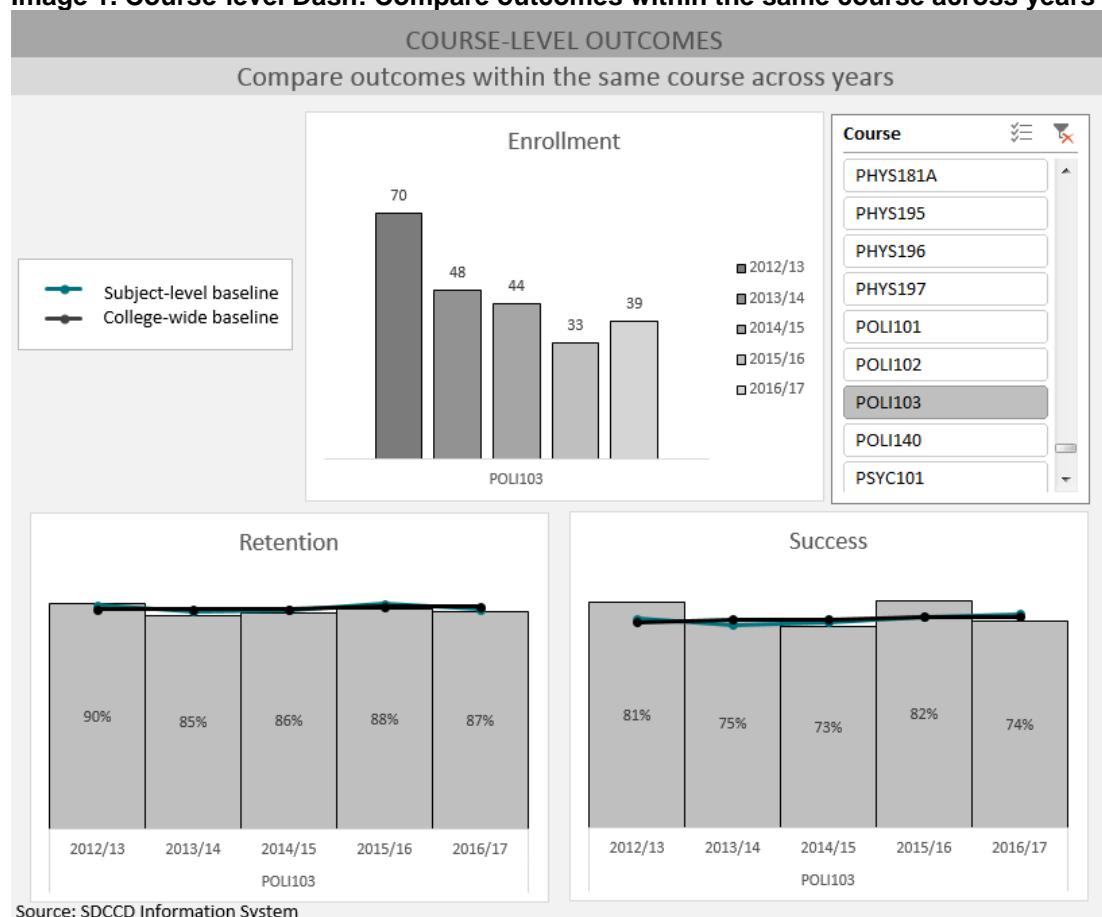 Image 1. Course-level Dash: Compare outcomes within the same course across years
COURSE-LEVEL OUTCOMES
Compare outcomes within the same course across years
Subject-level baseline
College-wide baseline
Enrollment
70
48
44
33
39
2012/13
2013/14
2014/15
2015/16
2016/17
POLI103
Course
PHYS181A
PHYS195
PHYS196
PHYS197
POLI101
POLI102
POLI103
POLI140
PSYC101
Retention
90% 85% 86% 88% 87%
2012/13 2013/14 2014/15 2015/16 2016/17
POLI103
Success
81% 75% 73% 82% 74%
2012/13 2013/14 2014/15 2015/16 2016/17
POLI103
Source: SDCCD Information System